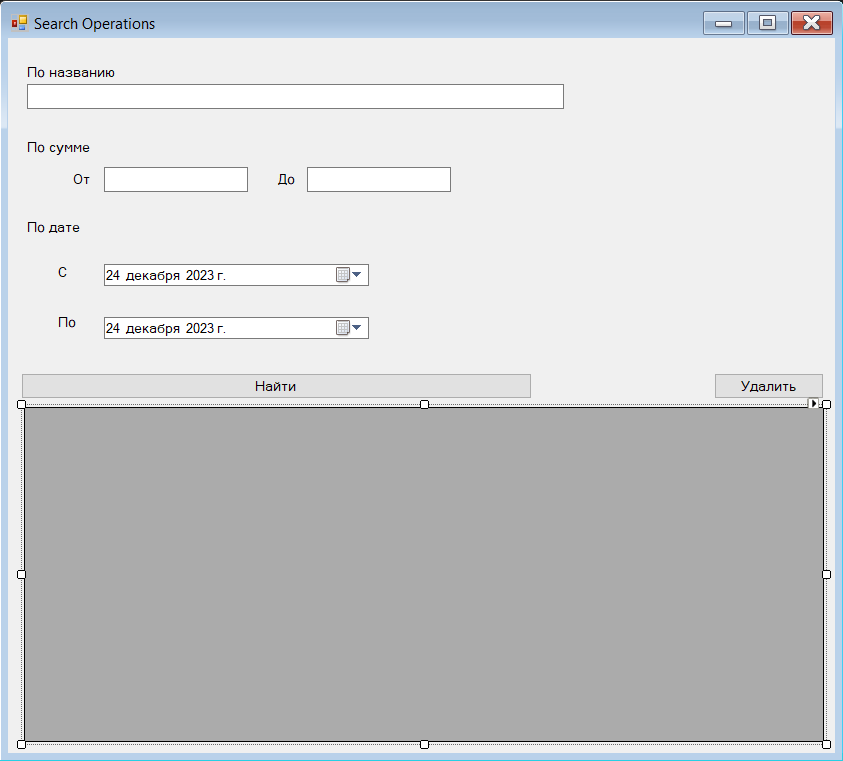 Search Operations
По названию
По сумме
От До
По дате
С 24 декабря 2023 г.
По 24 декабря 2023 г.
Найти Удалить